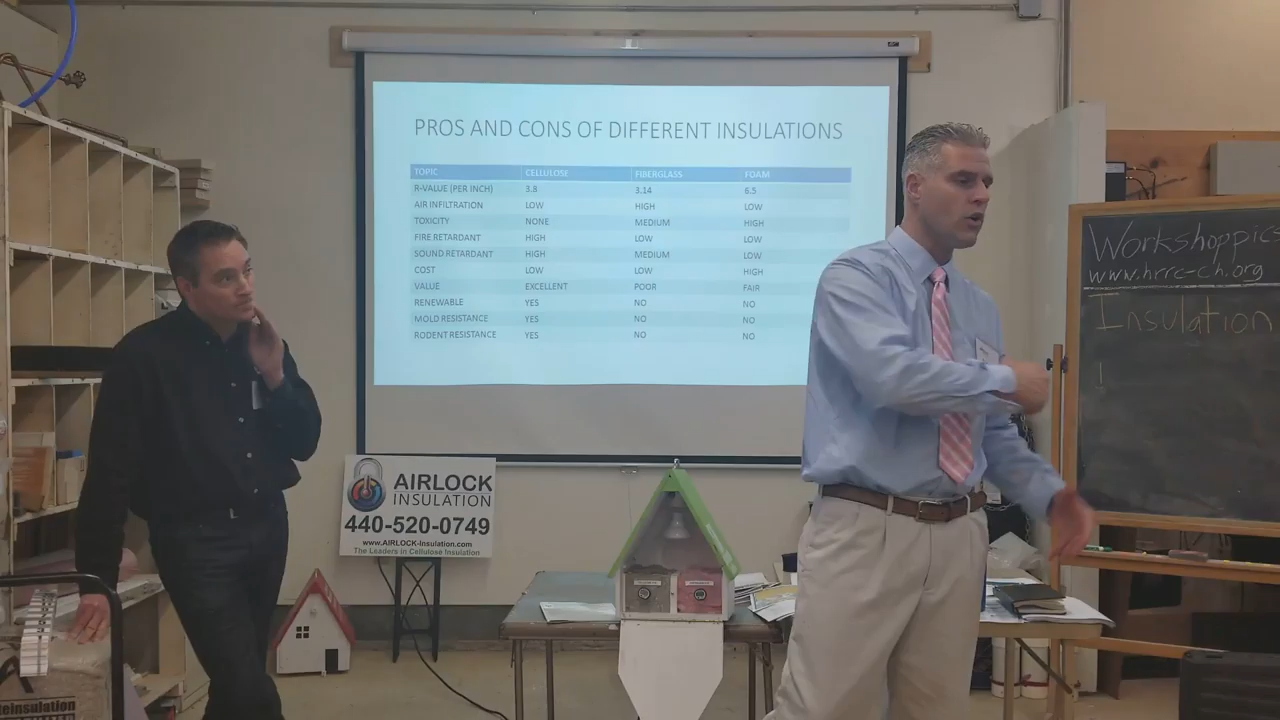 PROS AND CONS OF DIFFERENT INSULATIONS
TOPIC CELLULOSE FIBERGLASS FOAM
R-VALUE (PER INCH) 3.8 3.14 6.5
AIR INFILTRATION LOW HIGH LOW
TOXICITY NONE MEDIUM HIGH
FIRE RETARDANT HIGH LOW LOW
SOUND RETARDANT HIGH MEDIUM LOW
COST LOW LOW HIGH
VALUE EXCELLENT POOR FAIR
RENEWABLE YES NO NO
MOLD RESISTANCE YES NO NO
RODENT RESISTANCE YES NO NO
Workshoppic
www.hrrc-ch.org
Insulation
AIRLOCK
INSULATION
440-520-0749
www.AIRLOCK-Insulation.com
The Leaders in Cellulose Insulation
teinsulation